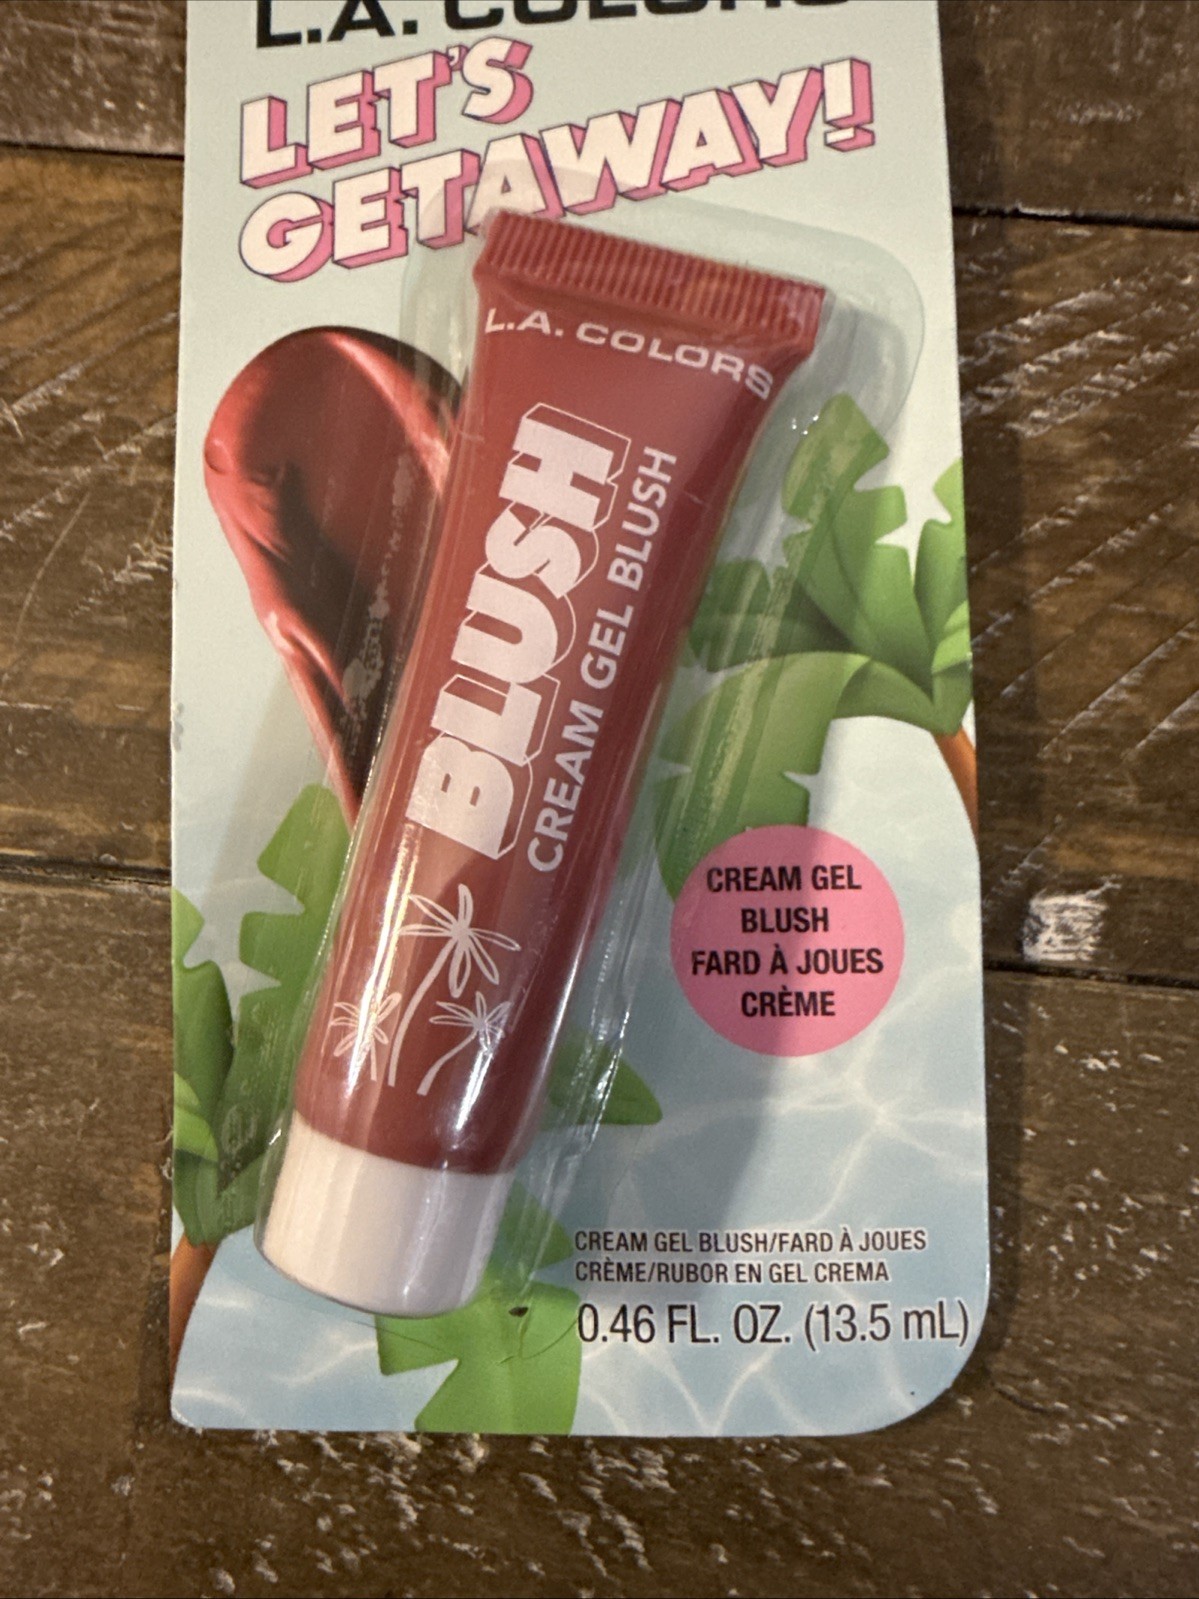 L.A. COLORS
LET'S
GETAWAY!
L.A. COLORS
BLUSH
CREAM GEL BLUSH
CREAM GEL
BLUSH
FARD À JOUES
CRÈME
CREAM GEL BLUSH/FARD À JOUES
CRÈME/RUBOR EN GEL CREMA
0.46 FL. OZ. (13.5 mL)